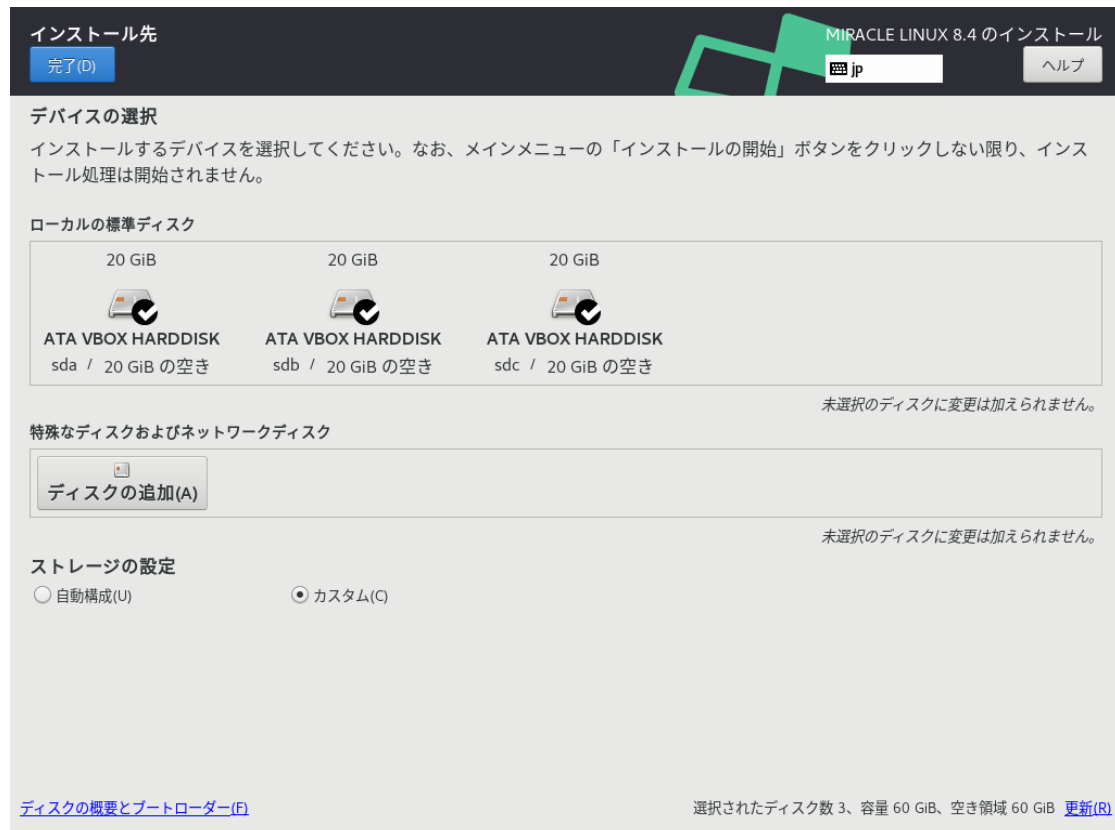 インストール先
MIRACLE LINUX 8.4 のインストール
完了(D)
jp
ヘルプ
デバイスの選択
インストールするデバイスを選択してください。なお、メインメニューの「インストールの開始」ボタンをクリックしない限り、インス
トール処理は開始されません。
ローカルの標準ディスク
20 GiB 20 GiB 20 GiB
ATA VBOX HARDDISK ATA VBOX HARDDISK ATA VBOX HARDDISK
sda / 20 GiB の空き sdb / 20 GiB の空き sdc / 20 GiB の空き
未選択のディスクに変更は加えられません。
特殊なディスクおよびネットワークディスク
ディスクの追加(A)
未選択のディスクに変更は加えられません。
ストレージの設定
自動構成(U) カスタム(C)
ディスクの概要とブートローダー(F) 選択されたディスク数 3、容量 60 GiB、空き領域 60 GiB 更新(R)